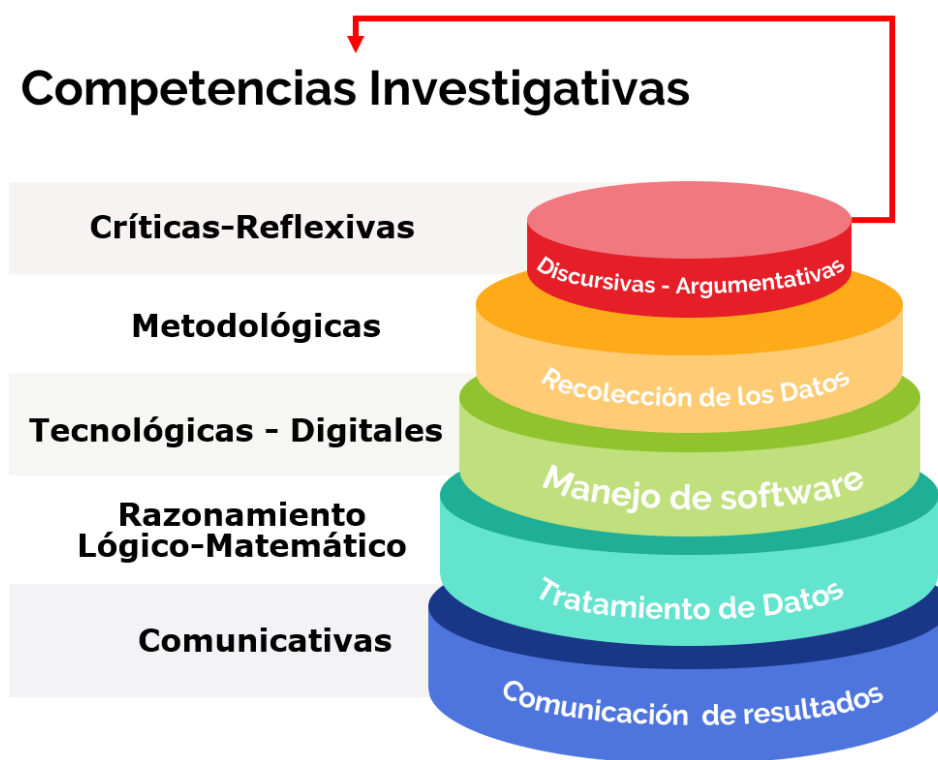 Competencias Investigativas
Críticas-Reflexivas
Discursivas - Argumentativas
Metodológicas
Recolección de los Datos
Tecnológicas - Digitales
Manejo de software
Razonamiento
Lógico-Matemático
Tratamiento de Datos
Comunicativas
Comunicación de resultados